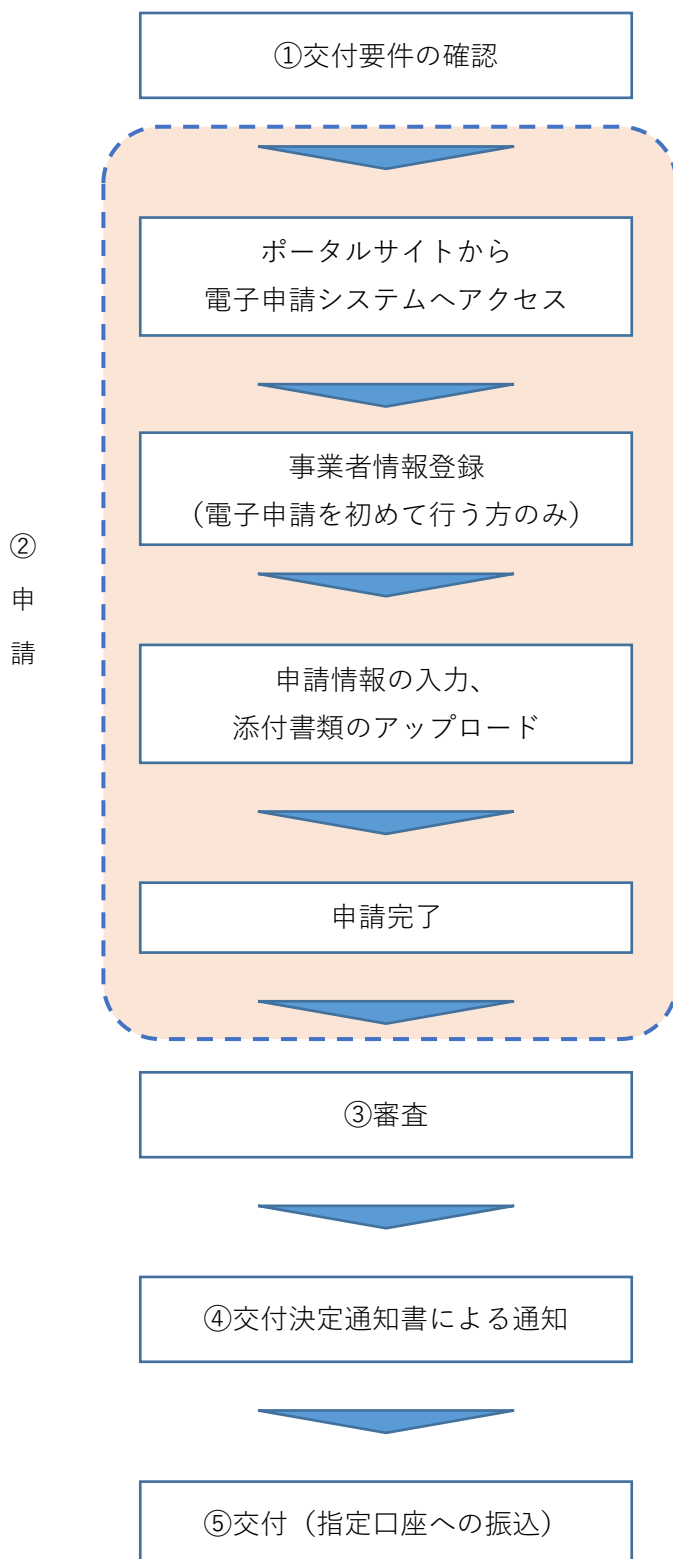 ①交付要件の確認
②
申
請
ポータルサイトから
電子申請システムへアクセス
事業者情報登録
（電子申請を初めて行う方のみ）
申請情報の入力、
添付書類のアップロード
申請完了
③審査
④交付決定通知書による通知
⑤交付（指定口座への振込）